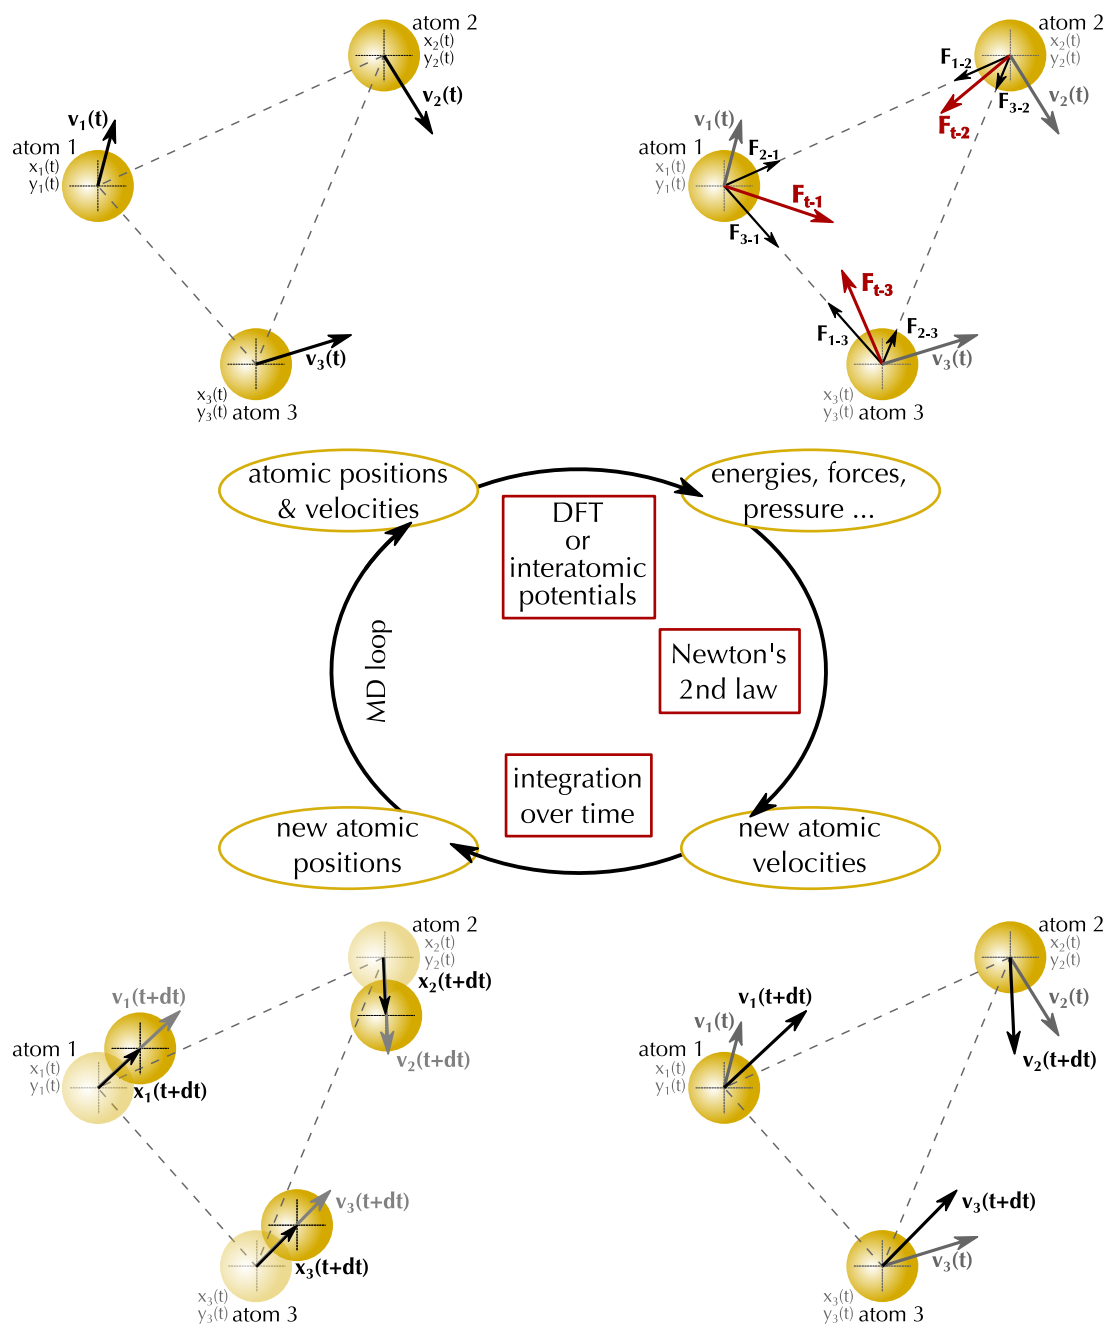 atom 2
x₂(t)
y₂(t)
v₂(t)
v₁(t)
atom 1
x₁(t)
y₁(t)
v₃(t)
x₃(t)
y₃(t) atom 3
atom 2
x₂(t)
y₂(t)
F₁₋₂
F₃₋₂
v₂(t)
Fₜ₋₂
v₁(t)
atom 1
x₁(t)
y₁(t)
F₂₋₁
Fₜ₋₁
F₃₋₁
Fₜ₋₃
F₁₋₃
F₂₋₃
v₃(t)
x₃(t)
y₃(t) atom 3
atomic positions
& velocities
energies, forces,
pressure ...
DFT
or
interatomic
potentials
Newton's
2nd law
MD loop
integration
over time
new atomic
positions
new atomic
velocities
atom 2
x₂(t)
y₂(t)
x₂(t+dt)
v₂(t+dt)
v₁(t+dt)
atom 1
x₁(t)
y₁(t)
x₁(t+dt)
v₃(t+dt)
x₃(t+dt)
x₃(t)
y₃(t) atom 3
atom 2
x₂(t)
y₂(t)
v₂(t)
v₂(t+dt)
v₁(t+dt)
v₁(t)
atom 1
x₁(t)
y₁(t)
v₃(t+dt)
v₃(t)
x₃(t)
y₃(t) atom 3